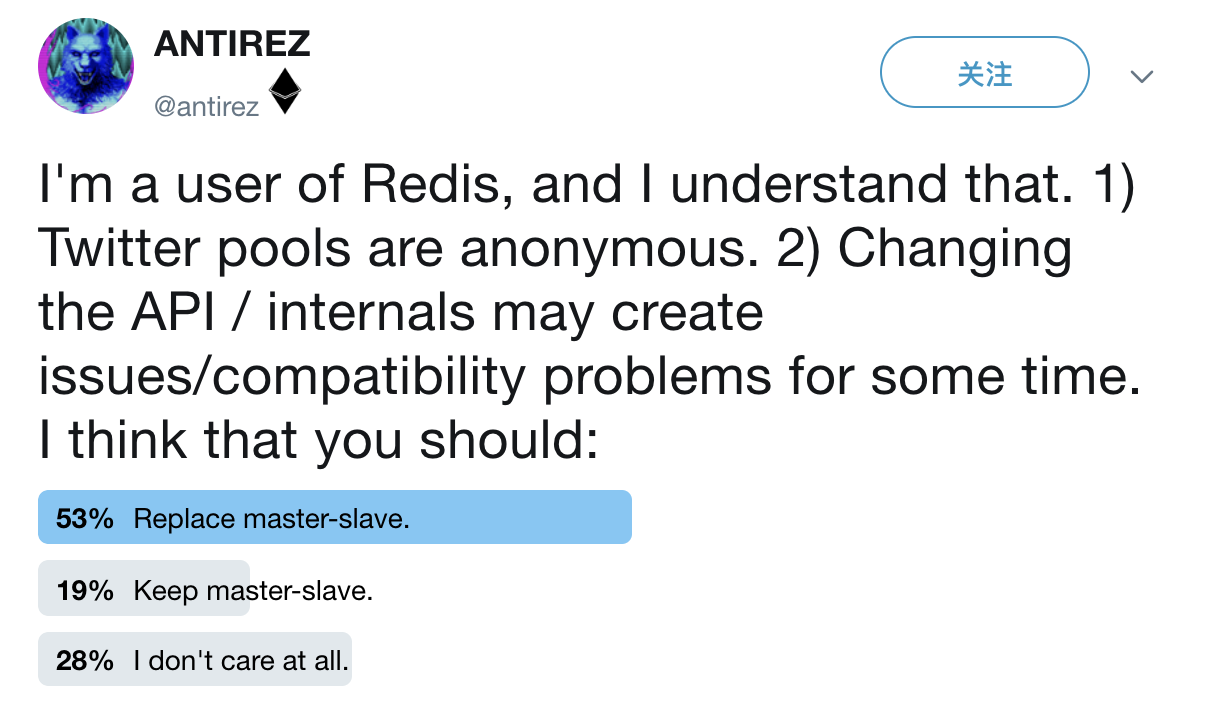 ANTIREZ
@antirez
关注
I'm a user of Redis, and I understand that. 1)
Twitter pools are anonymous. 2) Changing
the API / internals may create
issues/compatibility problems for some time.
I think that you should:
53% Replace master-slave.
19% Keep master-slave.
28% I don't care at all.